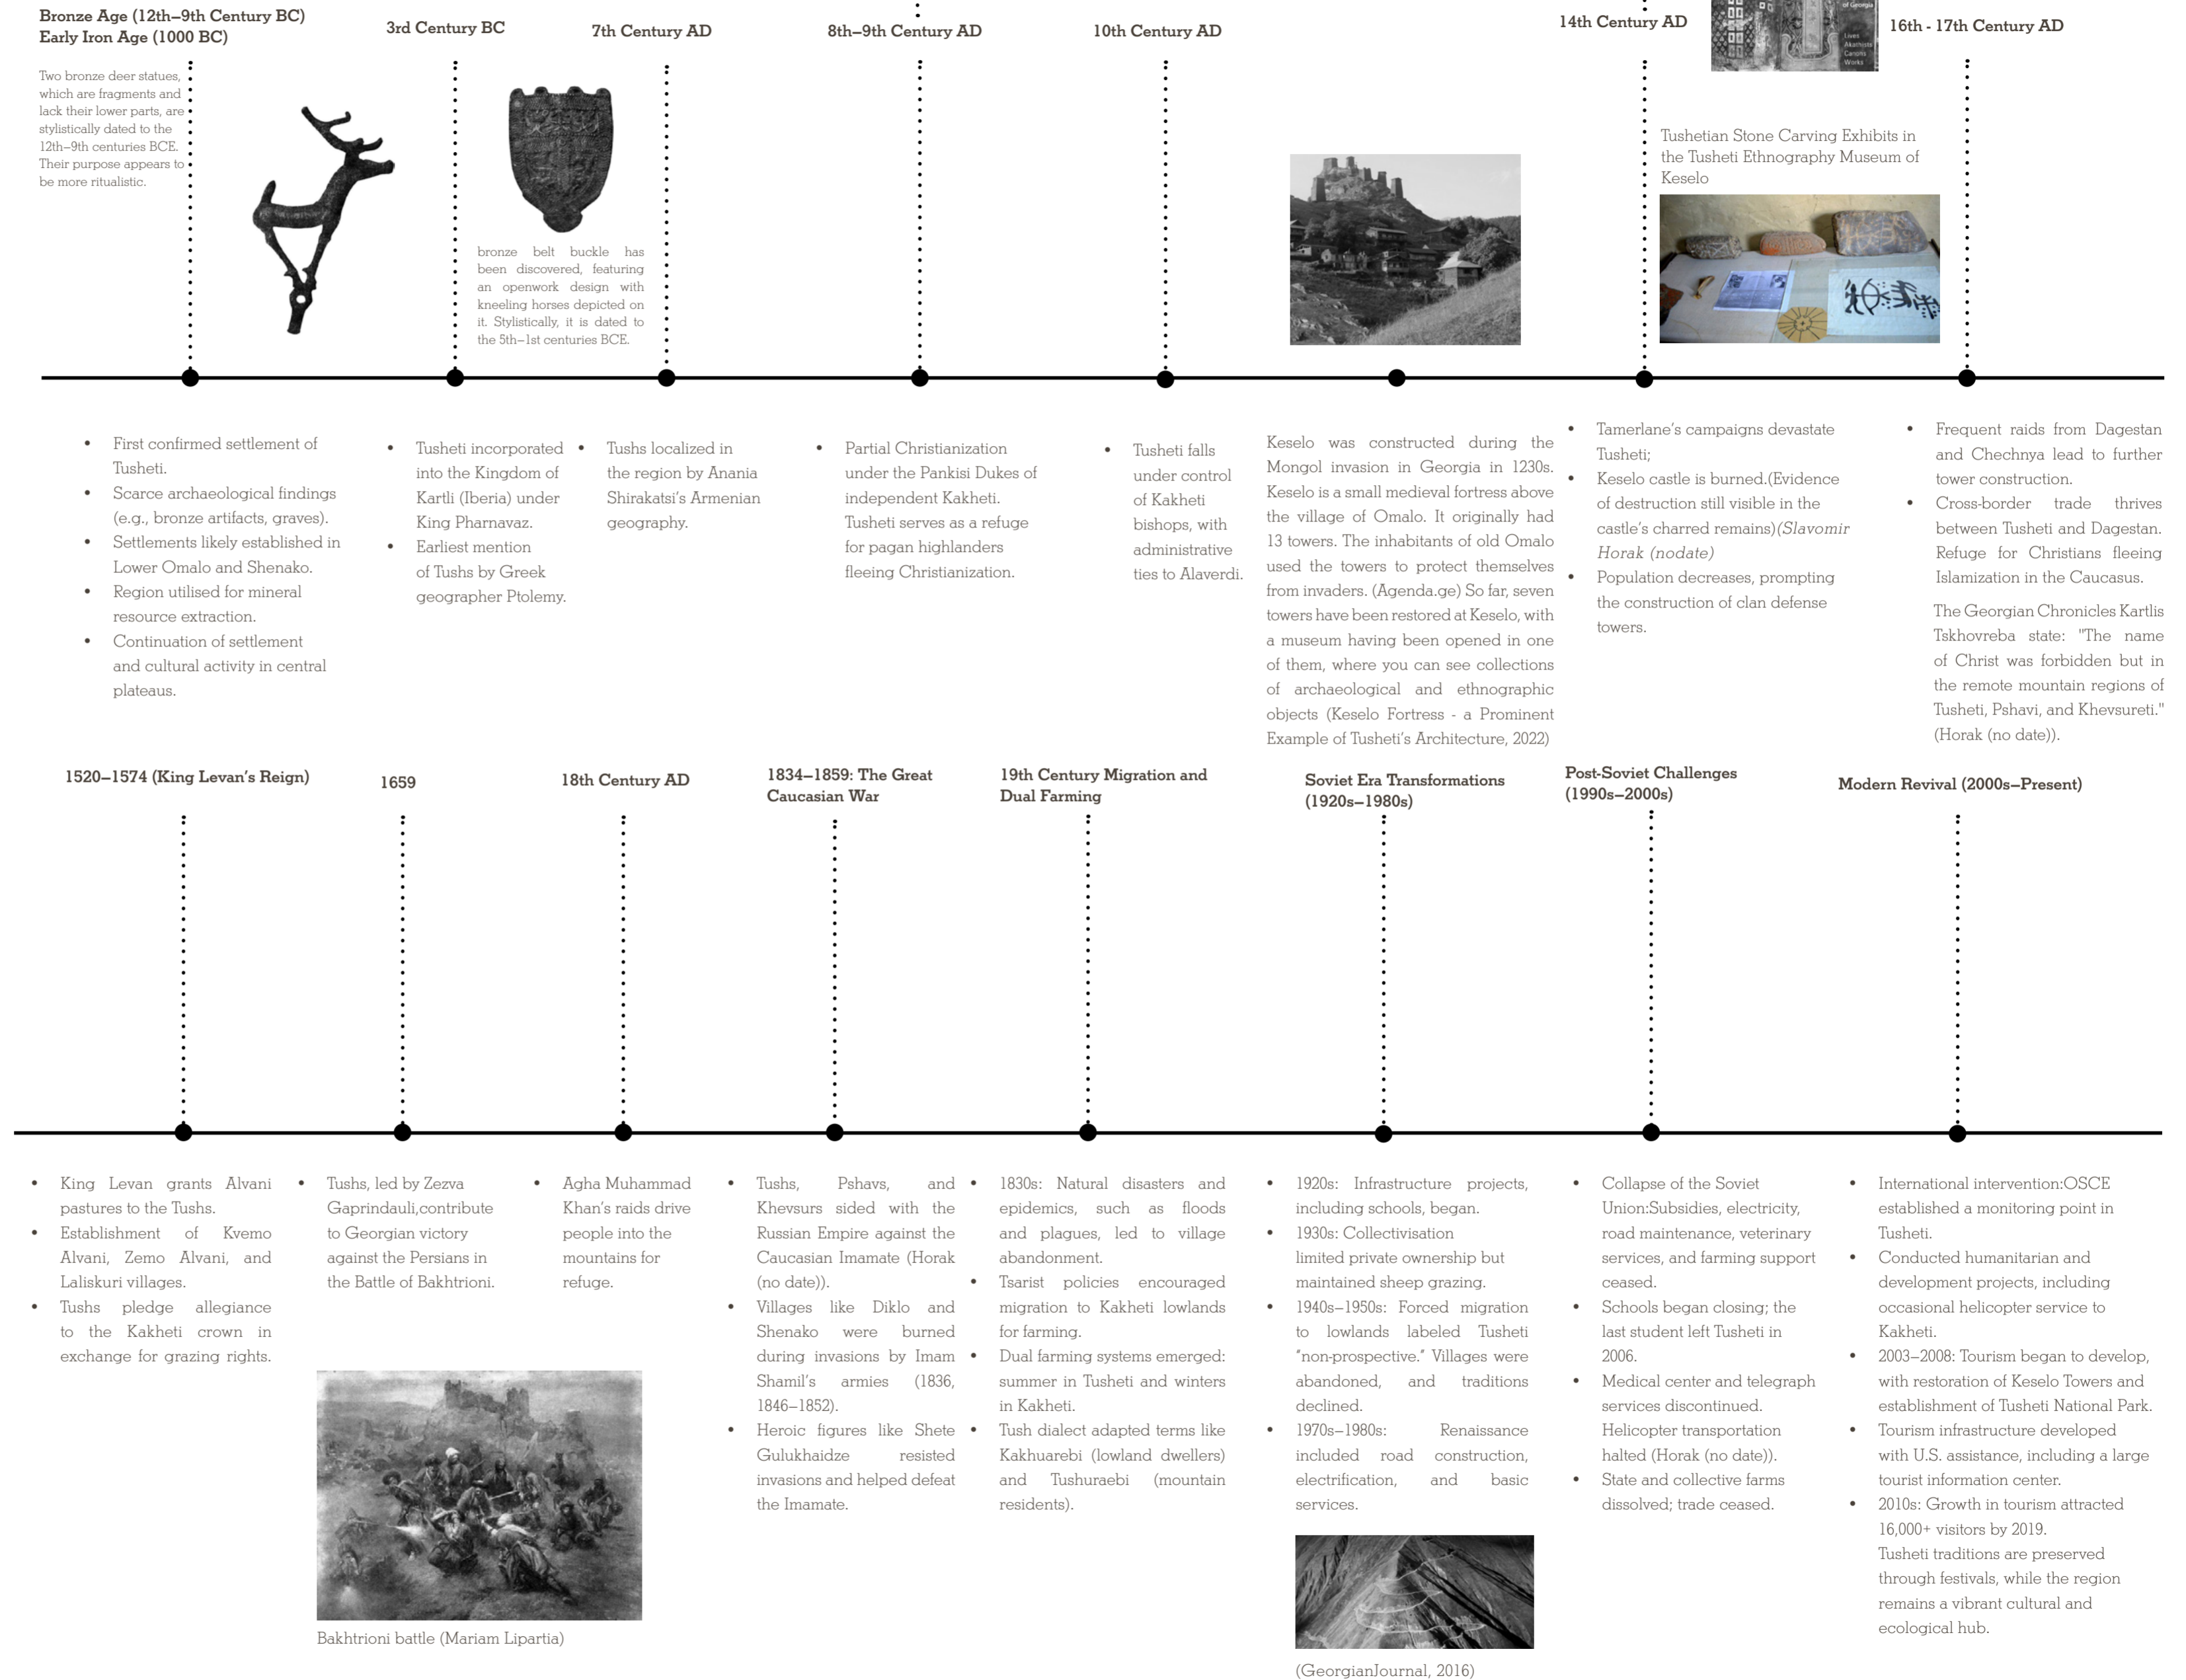 Bronze Age (12th–9th Century BC)
Early Iron Age (1000 BC)
Two bronze deer statues,
which are fragments and
lack their lower parts, are
stylistically dated to the
12th–9th centuries BCE.
Their purpose appears to
be more ritualistic.
3rd Century BC
bronze belt buckle has
been discovered, featuring
an openwork design with
kneeling horses depicted on
it. Stylistically, it is dated to
the 5th–1st centuries BCE.
7th Century AD
8th–9th Century AD
10th Century AD
14th Century AD
of Georgia
Lives
Akathists
Canons
Works
16th - 17th Century AD
Tushetian Stone Carving Exhibits in
the Tusheti Ethnography Museum of
Keselo
• First confirmed settlement of
Tusheti.
• Scarce archaeological findings
(e.g., bronze artifacts, graves).
• Settlements likely established in
Lower Omalo and Shenako.
• Region utilised for mineral
resource extraction.
• Continuation of settlement
and cultural activity in central
plateaus.
• Tusheti incorporated
into the Kingdom of
Kartli (Iberia) under
King Pharnavaz.
• Earliest mention
of Tushs by Greek
geographer Ptolemy.
• Tushs localized in
the region by Anania
Shirakatsi's Armenian
geography.
• Partial Christianization
under the Pankisi Dukes of
independent Kakheti.
Tusheti serves as a refuge
for pagan highlanders
fleeing Christianization.
• Tusheti falls
under control
of Kakheti
bishops, with
administrative
ties to Alaverdi.
Keselo was constructed during the
Mongol invasion in Georgia in 1230s.
Keselo is a small medieval fortress above
the village of Omalo. It originally had
13 towers. The inhabitants of old Omalo
used the towers to protect themselves
from invaders. (Agenda.ge) So far, seven
towers have been restored at Keselo, with
a museum having been opened in one
of them, where you can see collections
of archaeological and ethnographic
objects (Keselo Fortress - a Prominent
Example of Tusheti's Architecture, 2022)
• Tamerlane's campaigns devastate
Tusheti;
• Keselo castle is burned.(Evidence
of destruction still visible in the
castle's charred remains)(Slavomir
Horak (nodate)
• Population decreases, prompting
the construction of clan defense
towers.
• Frequent raids from Dagestan
and Chechnya lead to further
tower construction.
• Cross-border trade thrives
between Tusheti and Dagestan.
Refuge for Christians fleeing
Islamization in the Caucasus.
The Georgian Chronicles Kartlis
Tskhovreba state: "The name
of Christ was forbidden but in
the remote mountain regions of
Tusheti, Pshavi, and Khevsureti."
(Horak (no date)).
1520–1574 (King Levan's Reign)
1659
18th Century AD
1834–1859: The Great
Caucasian War
19th Century Migration and
Dual Farming
Soviet Era Transformations
(1920s–1980s)
Post-Soviet Challenges
(1990s–2000s)
Modern Revival (2000s–Present)
• King Levan grants Alvani
pastures to the Tushs.
• Establishment of Kvemo
Alvani, Zemo Alvani, and
Laliskuri villages.
• Tushs pledge allegiance
to the Kakheti crown in
exchange for grazing rights.
• Tushs, led by Zezva
Gaprindauli,contribute
to Georgian victory
against the Persians in
the Battle of Bakhtrioni.
Bakhtrioni battle (Mariam Lipartia)
• Agha Muhammad
Khan's raids drive
people into the
mountains for
refuge.
• Tushs, Pshavs, and
Khevsurs sided with the
Russian Empire against the
Caucasian Imamate (Horak
(no date)).
• Villages like Diklo and
Shenako were burned
during invasions by Imam
Shamil's armies (1836,
1846–1852).
• Heroic figures like Shete
Gulukhaidze resisted
invasions and helped defeat
the Imamate.
• 1830s: Natural disasters and
epidemics, such as floods
and plagues, led to village
abandonment.
• Tsarist policies encouraged
migration to Kakheti lowlands
for farming.
• Dual farming systems emerged:
summer in Tusheti and winters
in Kakheti.
• Tush dialect adapted terms like
Kakhuarebi (lowland dwellers)
and Tushuraebi (mountain
residents).
• 1920s: Infrastructure projects,
including schools, began.
• 1930s: Collectivisation
limited private ownership but
maintained sheep grazing.
• 1940s–1950s: Forced migration
to lowlands labeled Tusheti
"non-prospective." Villages were
abandoned, and traditions
declined.
• 1970s–1980s: Renaissance
included road construction,
electrification, and basic
services.
(GeorgianJournal, 2016)
• Collapse of the Soviet
Union:Subsidies, electricity,
road maintenance, veterinary
services, and farming support
ceased.
• Schools began closing; the
last student left Tusheti in
2006.
• Medical center and telegraph
services discontinued.
Helicopter transportation
halted (Horak (no date)).
• State and collective farms
dissolved; trade ceased.
• International intervention:OSCE
established a monitoring point in
Tusheti.
• Conducted humanitarian and
development projects, including
occasional helicopter service to
Kakheti.
• 2003–2008: Tourism began to develop,
with restoration of Keselo Towers and
establishment of Tusheti National Park.
• Tourism infrastructure developed
with U.S. assistance, including a large
tourist information center.
• 2010s: Growth in tourism attracted
16,000+ visitors by 2019.
Tusheti traditions are preserved
through festivals, while the region
remains a vibrant cultural and
ecological hub.